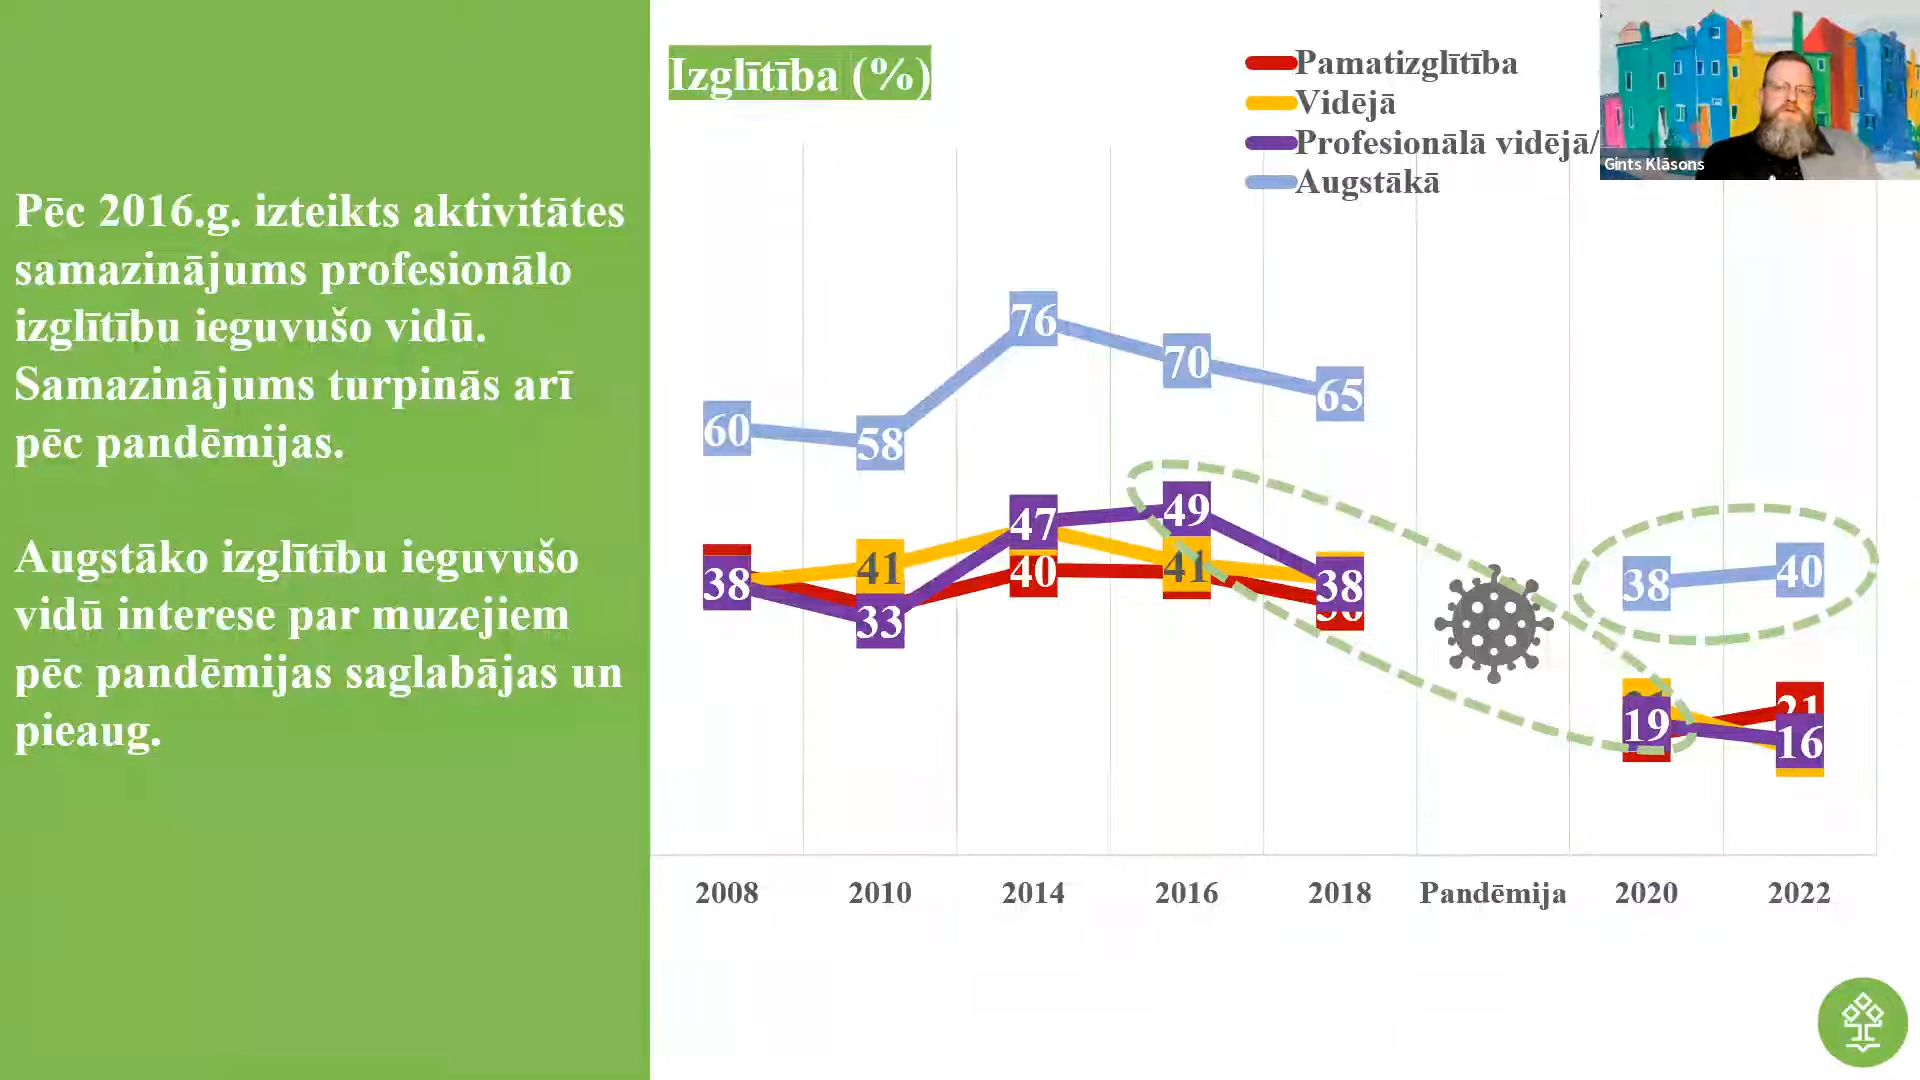 Pēc 2016.g. izteikts aktivitātes
samazinājums profesionālo
izglītību ieguvušo vidū.
Samazinājums turpinās arī
pēc pandēmijas.
Augstāko izglītību ieguvušo
vidū interese par muzejiem
pēc pandēmijas saglabājas un
pieaug.
Izglītība (%)
Pamatizglītība
Vidējā
Profesionālā vidējā/
Augstākā
Gints Klāsons
60
58
76
70
65
38
40
38
41
33
47
40
49
41
38
19
21
16
2008
2010
2014
2016
2018
Pandēmija
2020
2022